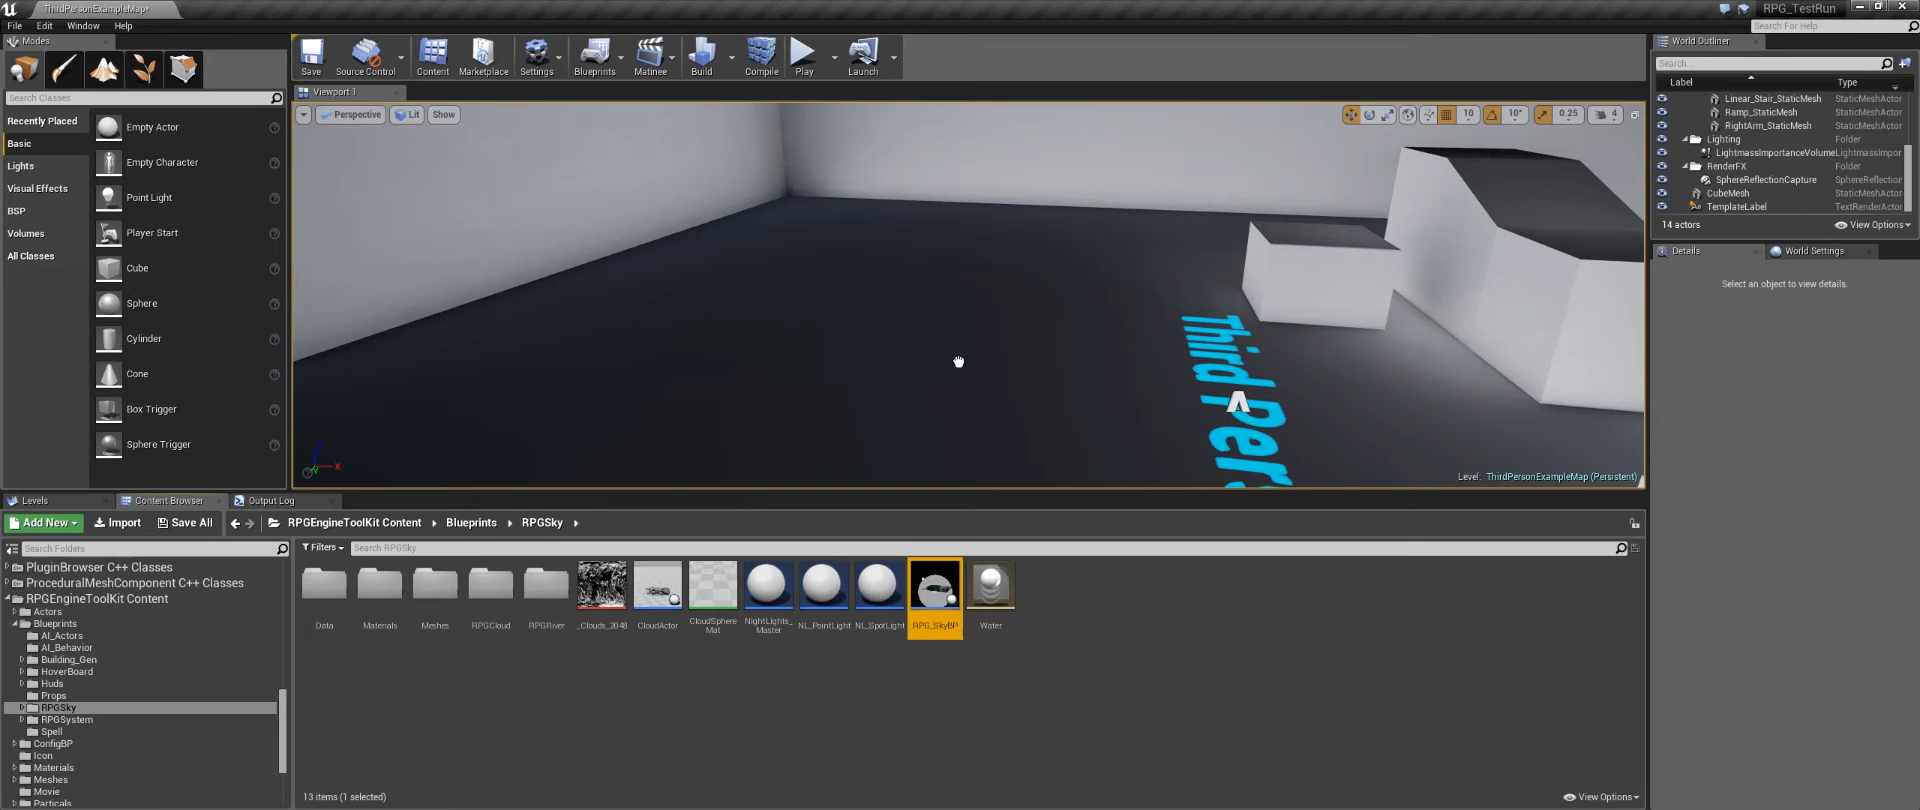 ThirdPersonExampleMap*
RPG_TestRun
File Edit Window Help
Search For Help
Modes
Save Source Control Content Marketplace Settings Blueprints Matinee Build Compile Play Launch
Search Classes
Recently Placed
Basic
Lights
Visual Effects
BSP
Volumes
All Classes
Empty Actor
Empty Character
Point Light
Player Start
Cube
Sphere
Cylinder
Cone
Box Trigger
Sphere Trigger
Viewport 1
Perspective Lit Show
10 10° 0.25 4
Third Per
X
Level: ThirdPersonExampleMap (Persistent)
World Outliner
Search...
Label Type
Linear_Stair_StaticMesh StaticMeshActor
Ramp_StaticMesh StaticMeshActor
RightArm_StaticMesh StaticMeshActor
Lighting Folder
LightmassImportanceVolume LightmassImpor
RenderFX Folder
SphereReflectionCapture SphereReflection
CubeMesh StaticMeshActor
TemplateLabel TextRenderActor
14 actors View Options
Details World Settings
Select an object to view details.
Levels Content Browser Output Log
Add New Import Save All RPGEngineToolKit Content Blueprints RPGSky
Search Folders
Filters Search RPGSky
PluginBrowser C++ Classes
ProceduralMeshComponent C++ Classes
RPGEngineToolKit Content
Actors
Blueprints
AI_Actors
AI_Behavior
Building_Gen
HoverBoard
Huds
Props
RPGSky
RPGSystem
Spell
ConfigBP
Icon
Materials
Meshes
Movie
Particals
Data
Materials
Meshes
RPGCloud
RPGRiver
_Clouds_2048
CloudActor
CloudSphere
Mat
NightLights_
Master
NL_PointLight
NL_SpotLight
RPG_SkyBP
Water
13 items (1 selected)
View Options